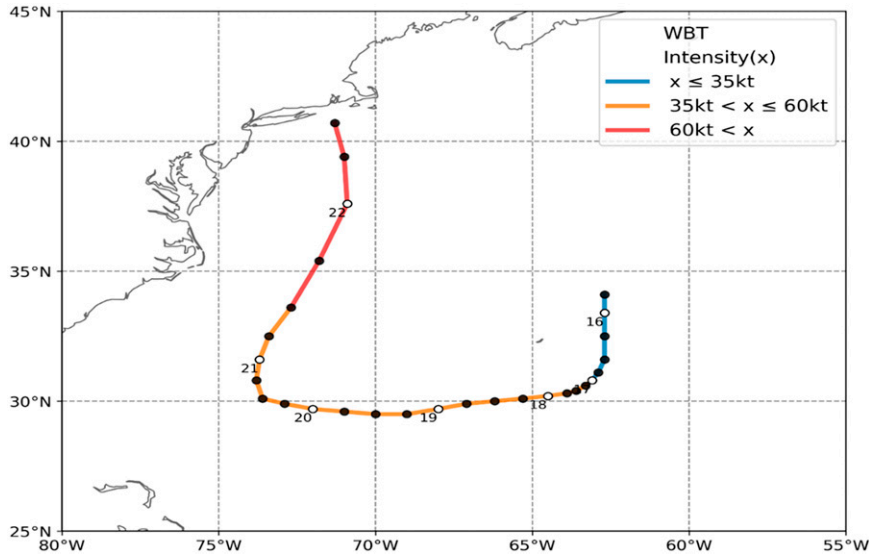 45°N
40°N
35°N
30°N
25°N
80°W
75°W
70°W
65°W
60°W
55°W
WBT
Intensity(x)
x ≤ 35kt
35kt < x ≤ 60kt
60kt < x
22
16
21
17
18
20
19